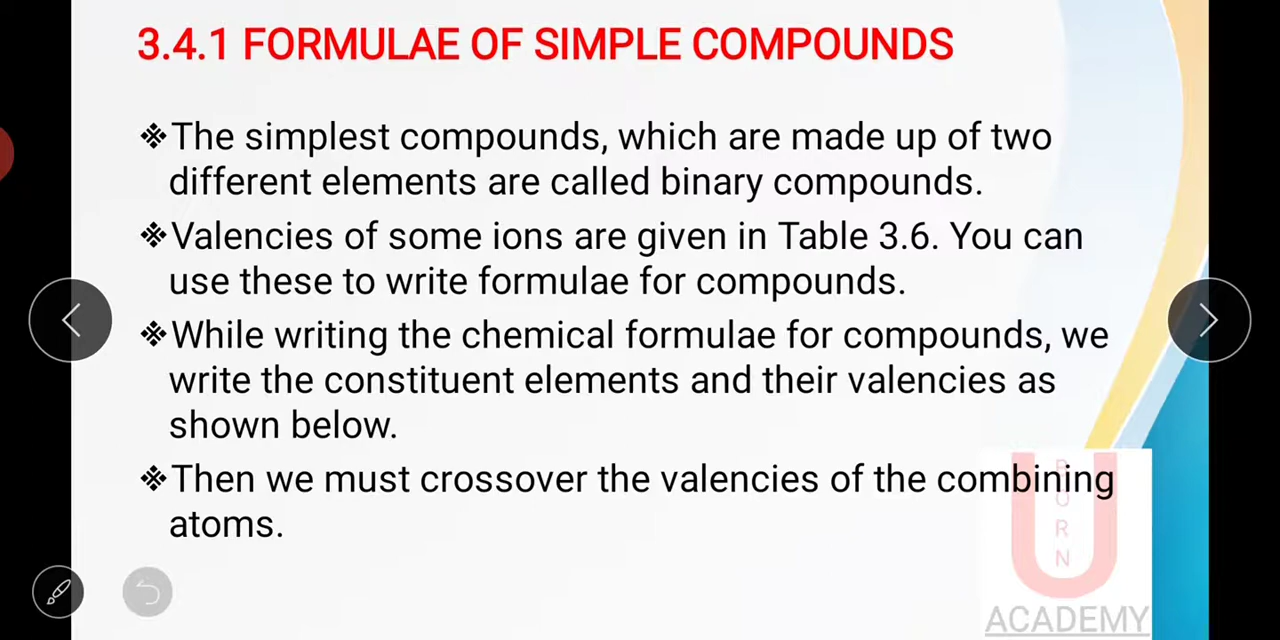 3.4.1 FORMULAE OF SIMPLE COMPOUNDS
❖The simplest compounds, which are made up of two
different elements are called binary compounds.
❖Valencies of some ions are given in Table 3.6. You can
use these to write formulae for compounds.
❖While writing the chemical formulae for compounds, we
write the constituent elements and their valencies as
shown below.
❖Then we must crossover the valencies of the combining
atoms.
U
ACADEMY